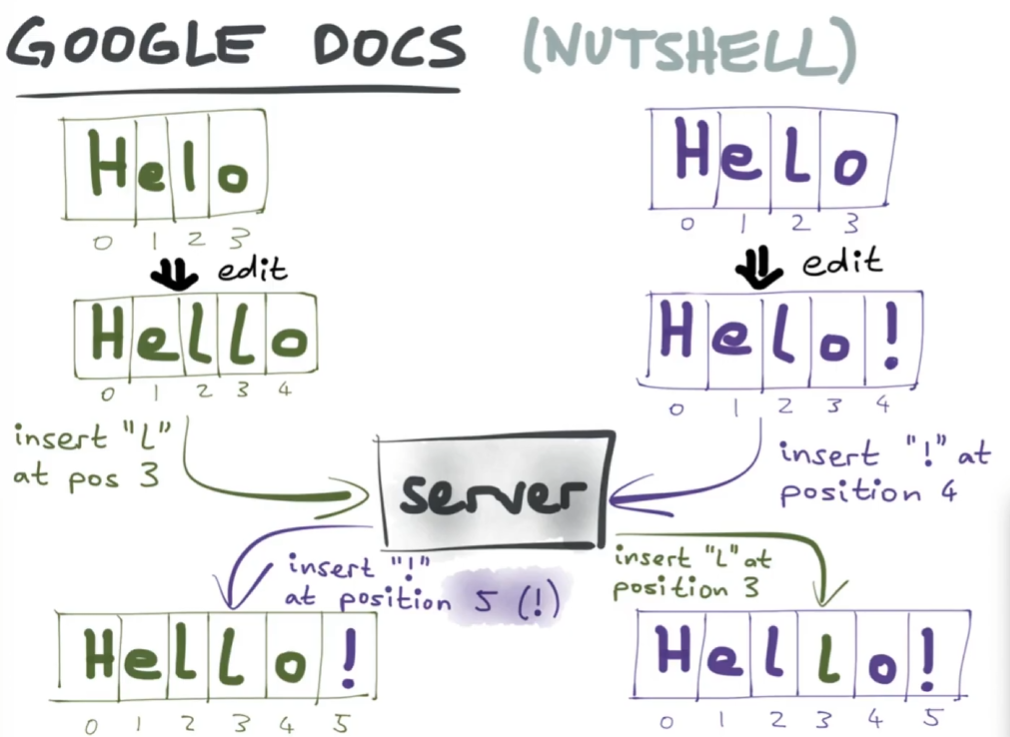 GOOGLE DOCS (NUTSHELL)
Helo
0 1 2 3
edit
Hello
0 1 2 3 4
insert "L"
at pos 3
HeLo
0 1 2 3
edit
Helo!
0 1 2 3 4
insert "!" at
position 4
server
insert "!"
at position 5 (!)
insert "L" at
position 3
HelLo!
0 1 2 3 4 5
HelLo!
0 1 2 3 4 5